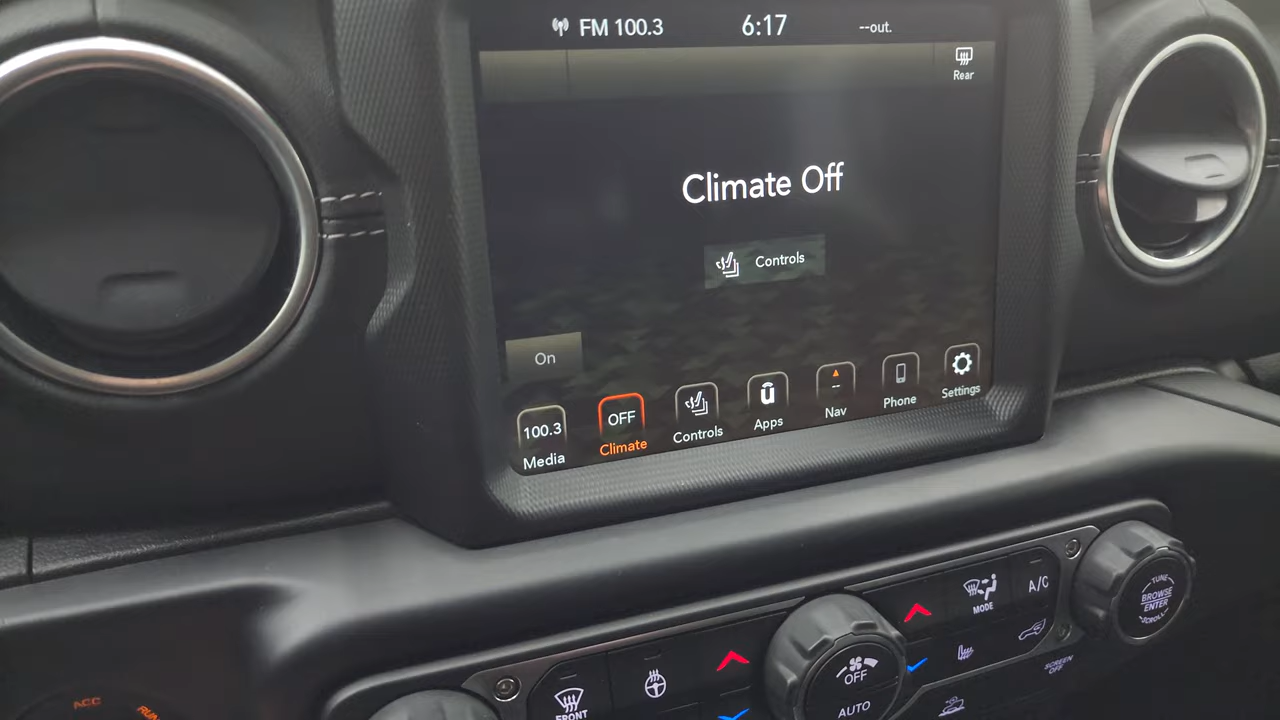 FM 100.3
6:17
--out.
Rear
Climate Off
Controls
On
100.3
Media
OFF
Climate
Controls
Apps
--
Nav
Phone
Settings
A/C
MODE
TUNE
BROWSE
ENTER
SCROLL
OFF
AUTO
SCREEN
OFF
FRONT
ACC
RUN